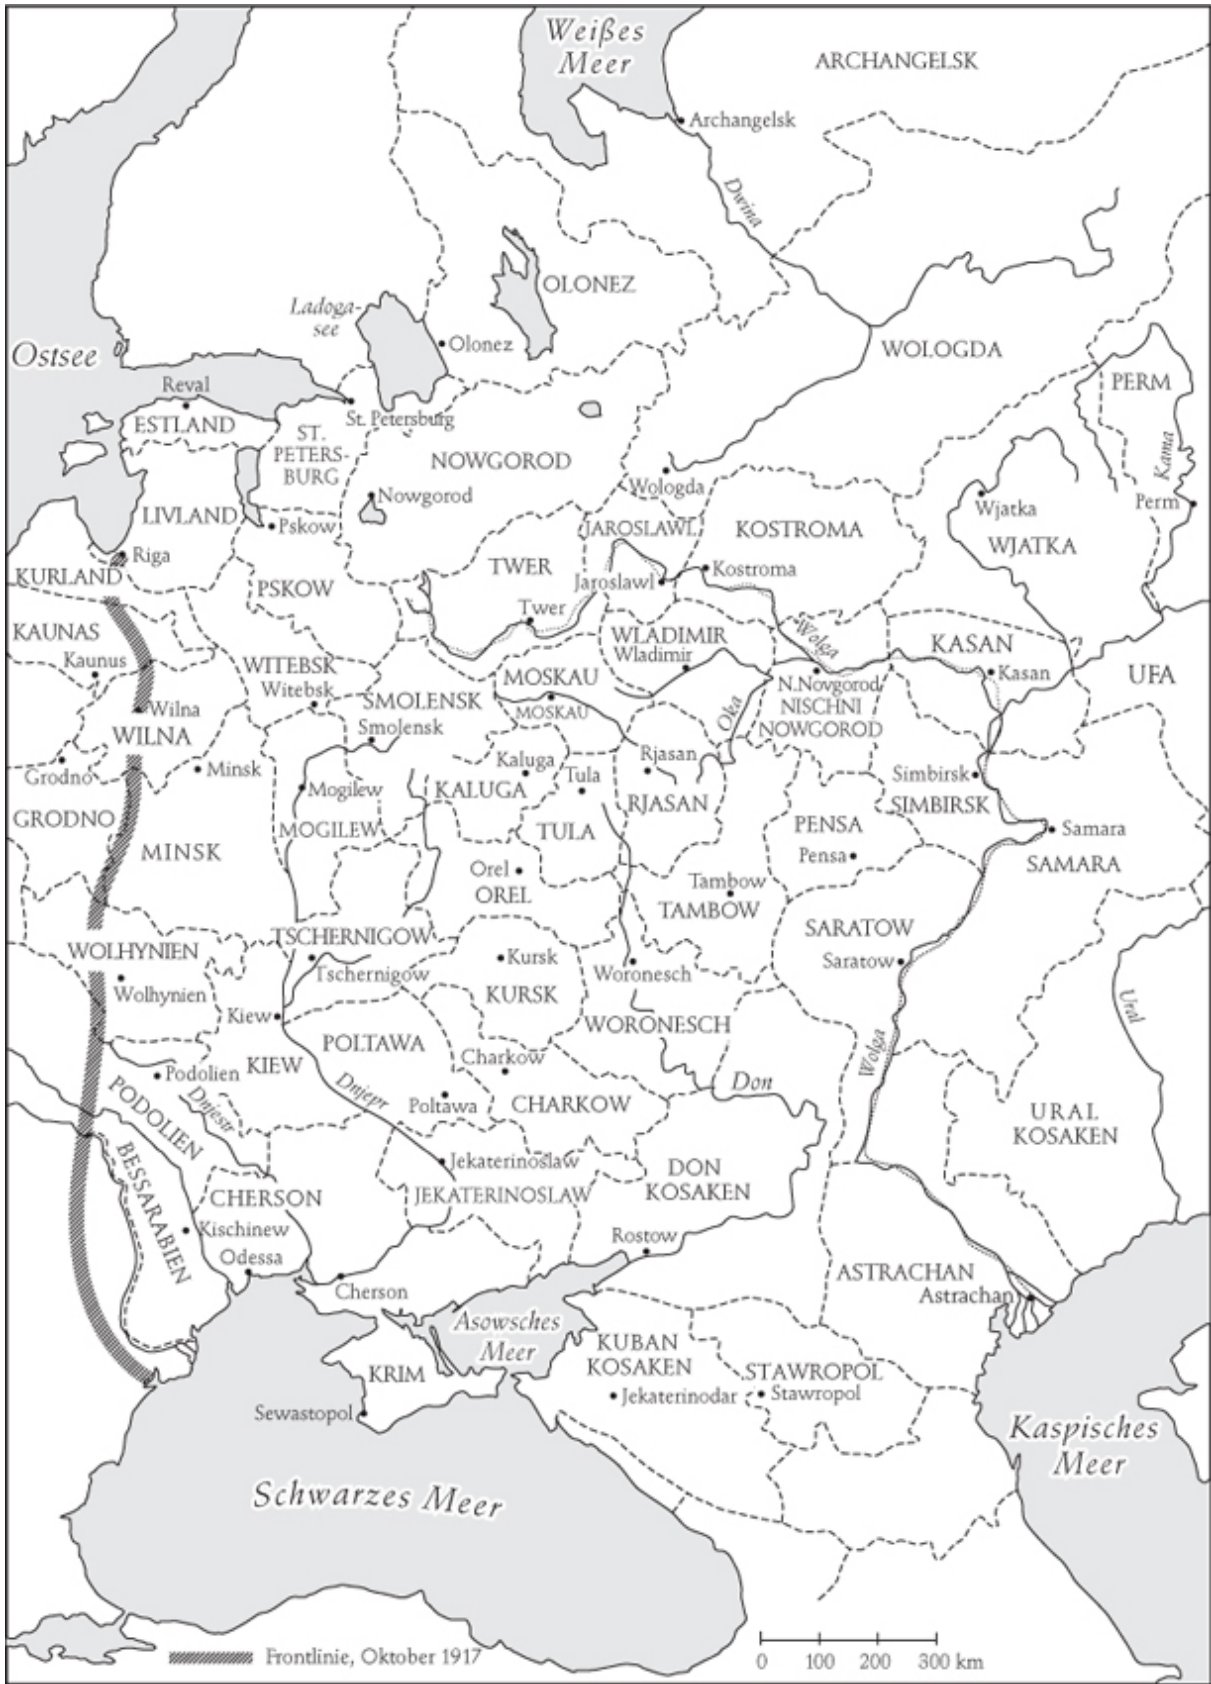 Weißes
Meer
ARCHANGELSK
Archangelsk
Dwina
OLONEZ
Ladoga-
see
Olonez
Ostsee
WOLOGDA
PERM
Reval
ESTLAND
St. Petersburg
ST.
PETERS-
BURG
NOWGOROD
Kama
Wologda
Nowgorod
Perm
Wjatka
LIVLAND
Pskow
JAROSLAWL
KOSTROMA
WJATKA
Riga
KURLAND
TWER
Jaroslawl
Kostroma
PSKOW
Twer
KAUNAS
Kaunus
WLADIMIR
Wladimir
Wolga
KASAN
Kasan
WITEBSK
Witebsk
MOSKAU
MOSKAU
UFA
N.Novgorod
NISCHNI
NOWGOROD
SMOLENSK
Smolensk
Wilna
WILNA
Oka
Grodno
Minsk
Mogilew
Kaluga
Tula
Rjasan
Simbirsk
SIMBIRSK
KALUGA
RJASAN
GRODNO
MOGILEW
TULA
PENSA
Samara
MINSK
Pensa
SAMARA
Orel
OREL
Tambow
TAMBOW
SARATOW
TSCHERNIGOW
WOLHYNIEN
Kursk
Tschernigow
Woronesch
Saratow
Wolhynien
KURSK
Ural
Kiew
WORONESCH
POLTAWA
Charkow
Wolga
KIEW
Podolien
Dnjepr
Don
PODOLIEN
Dnjestr
Poltawa
CHARKOW
URAL
KOSAKEN
BESSARABIEN
Jekaterinoslaw
DON
KOSAKEN
CHERSON
JEKATERINOSLAW
Kischinew
Odessa
Rostow
Cherson
ASTRACHAN
Astrachan
Asowsches
Meer
KUBAN
KOSAKEN
KRIM
STAWROPOL
Jekaterinodar
Stawropol
Sewastopol
Kaspisches
Meer
Schwarzes Meer
Frontlinie, Oktober 1917
0 100 200 300 km